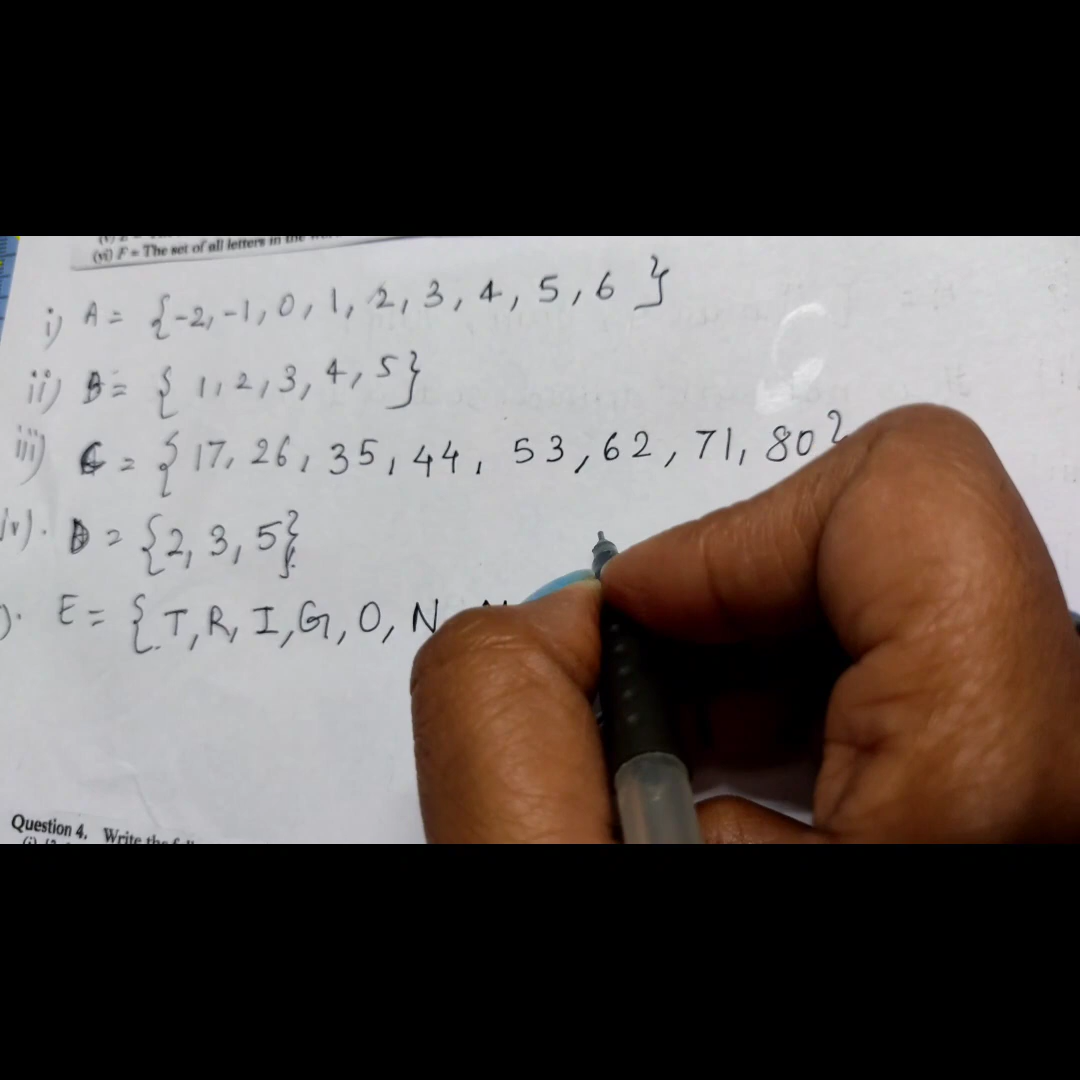 (vi) F = The set of all letters in the
i) A = {-2, -1, 0, 1, 2, 3, 4, 5, 6 }
ii) B = { 1, 2, 3, 4, 5}
iii) C = { 17, 26, 35, 44, 53, 62, 71, 80}
iv). D = {2, 3, 5}
). E = { T, R, I, G, O, N
Question 4. Write the